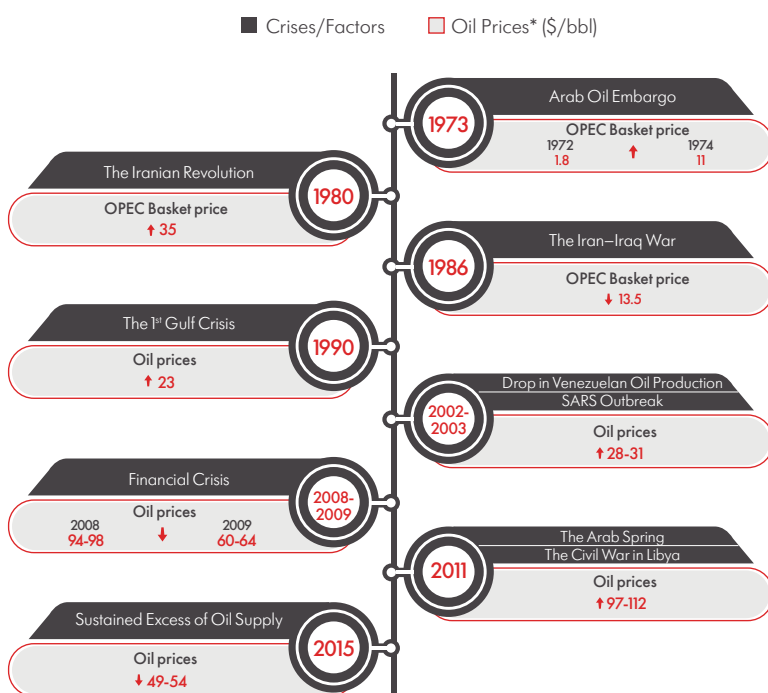 Crises/Factors
Oil Prices* ($/bbl)
1973
Arab Oil Embargo
OPEC Basket price
1972 1974
1.8 ↑ 11
The Iranian Revolution
1980
OPEC Basket price
↑ 35
The Iran–Iraq War
1986
OPEC Basket price
↓ 13.5
The 1st Gulf Crisis
1990
Oil prices
↑ 23
Drop in Venezuelan Oil Production
SARS Outbreak
2002-
2003
Oil prices
↑ 28-31
Financial Crisis
2008-
2009
Oil prices
2008 2009
94-98 ↓ 60-64
The Arab Spring
The Civil War in Libya
2011
Oil prices
↑ 97-112
Sustained Excess of Oil Supply
2015
Oil prices
↓ 49-54